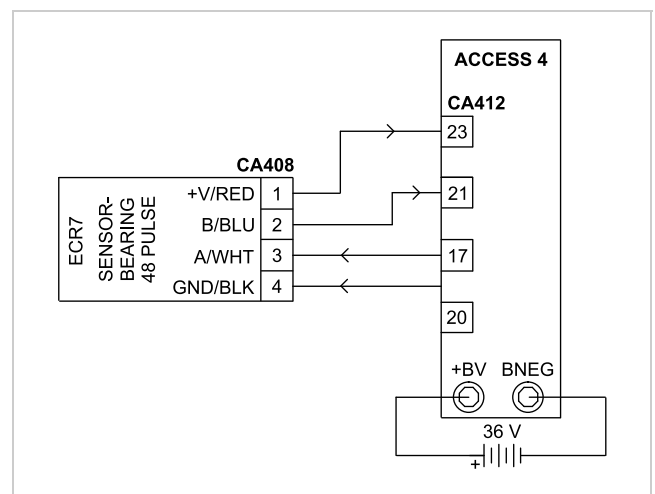 ACCESS 4
CA412
23
CA408
21
+V/RED 1
B/BLU 2
A/WHT 3
17
GND/BLK 4
ECR7
SENSOR-
BEARING
48 PULSE
20
+BV BNEG
36 V
+